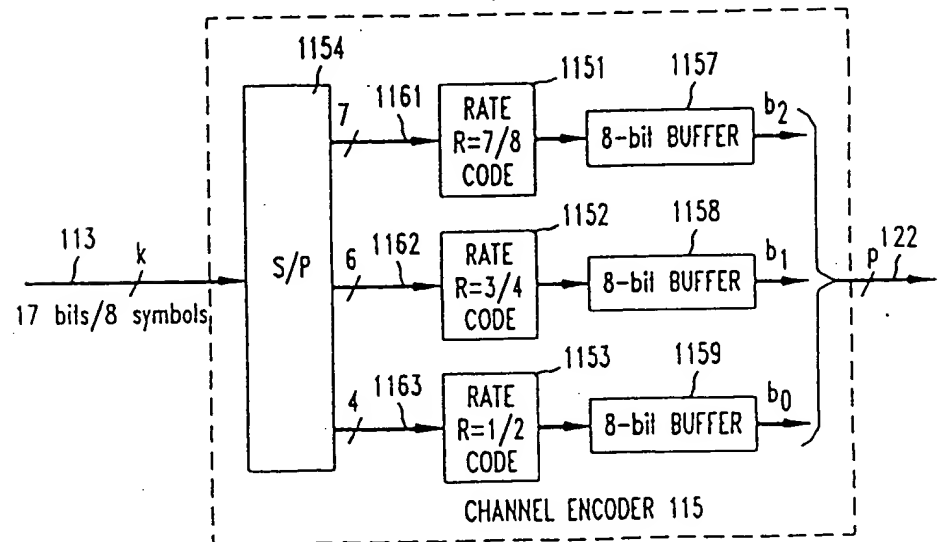 1154
7
1161
1151
RATE
R=7/8
CODE
1157
8-bit BUFFER
b2
113
k
17 bits/8 symbols
S/P
6
1162
1152
RATE
R=3/4
CODE
1158
8-bit BUFFER
b1
p
122
4
1163
1153
RATE
R=1/2
CODE
1159
8-bit BUFFER
b0
CHANNEL ENCODER 115